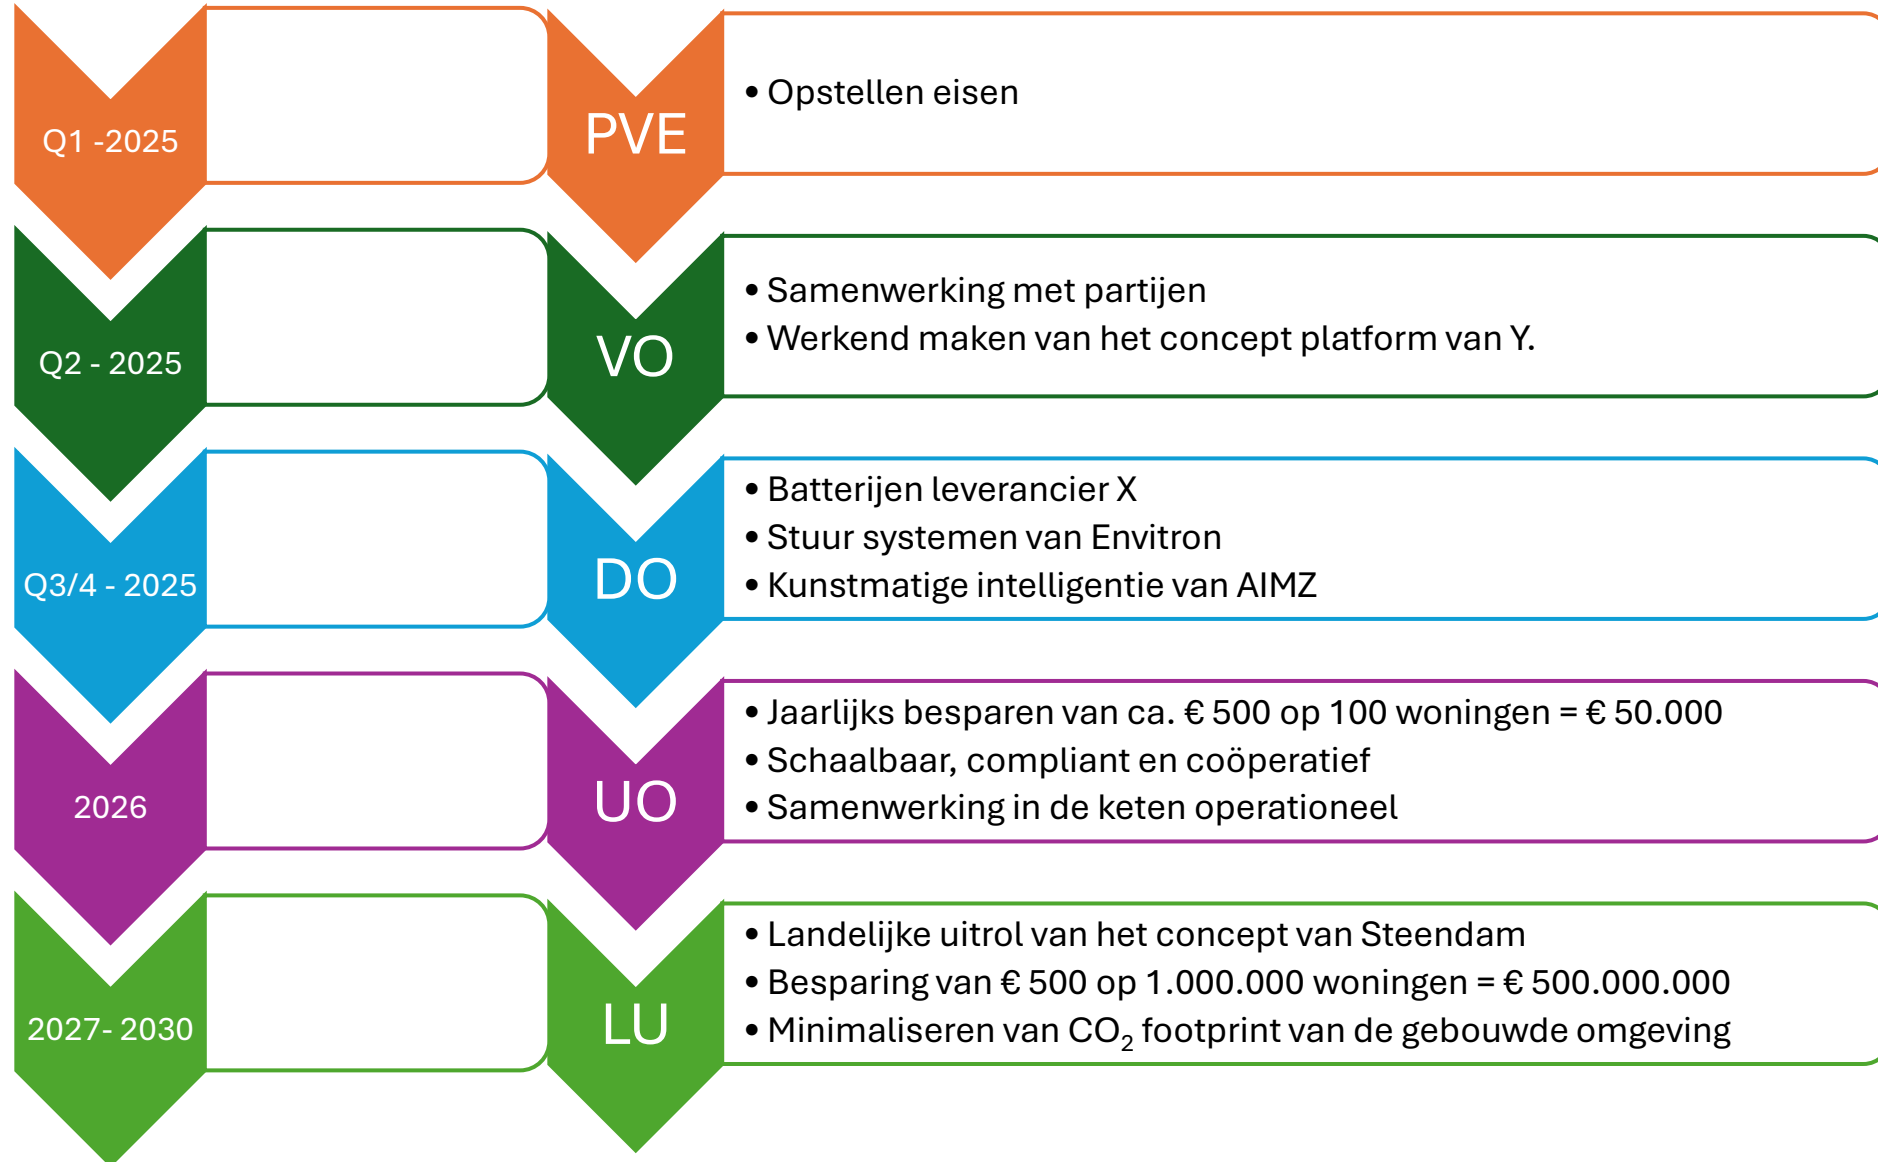 Q1 -2025
PVE
• Opstellen eisen
Q2 - 2025
VO
• Samenwerking met partijen
• Werkend maken van het concept platform van Y.
Q3/4 - 2025
DO
• Batterijen leverancier X
• Stuur systemen van Envitron
• Kunstmatige intelligentie van AIMZ
2026
UO
• Jaarlijks besparen van ca. € 500 op 100 woningen = € 50.000
• Schaalbaar, compliant en coöperatief
• Samenwerking in de keten operationeel
2027- 2030
LU
• Landelijke uitrol van het concept van Steendam
• Besparing van € 500 op 1.000.000 woningen = € 500.000.000
• Minimaliseren van CO₂ footprint van de gebouwde omgeving